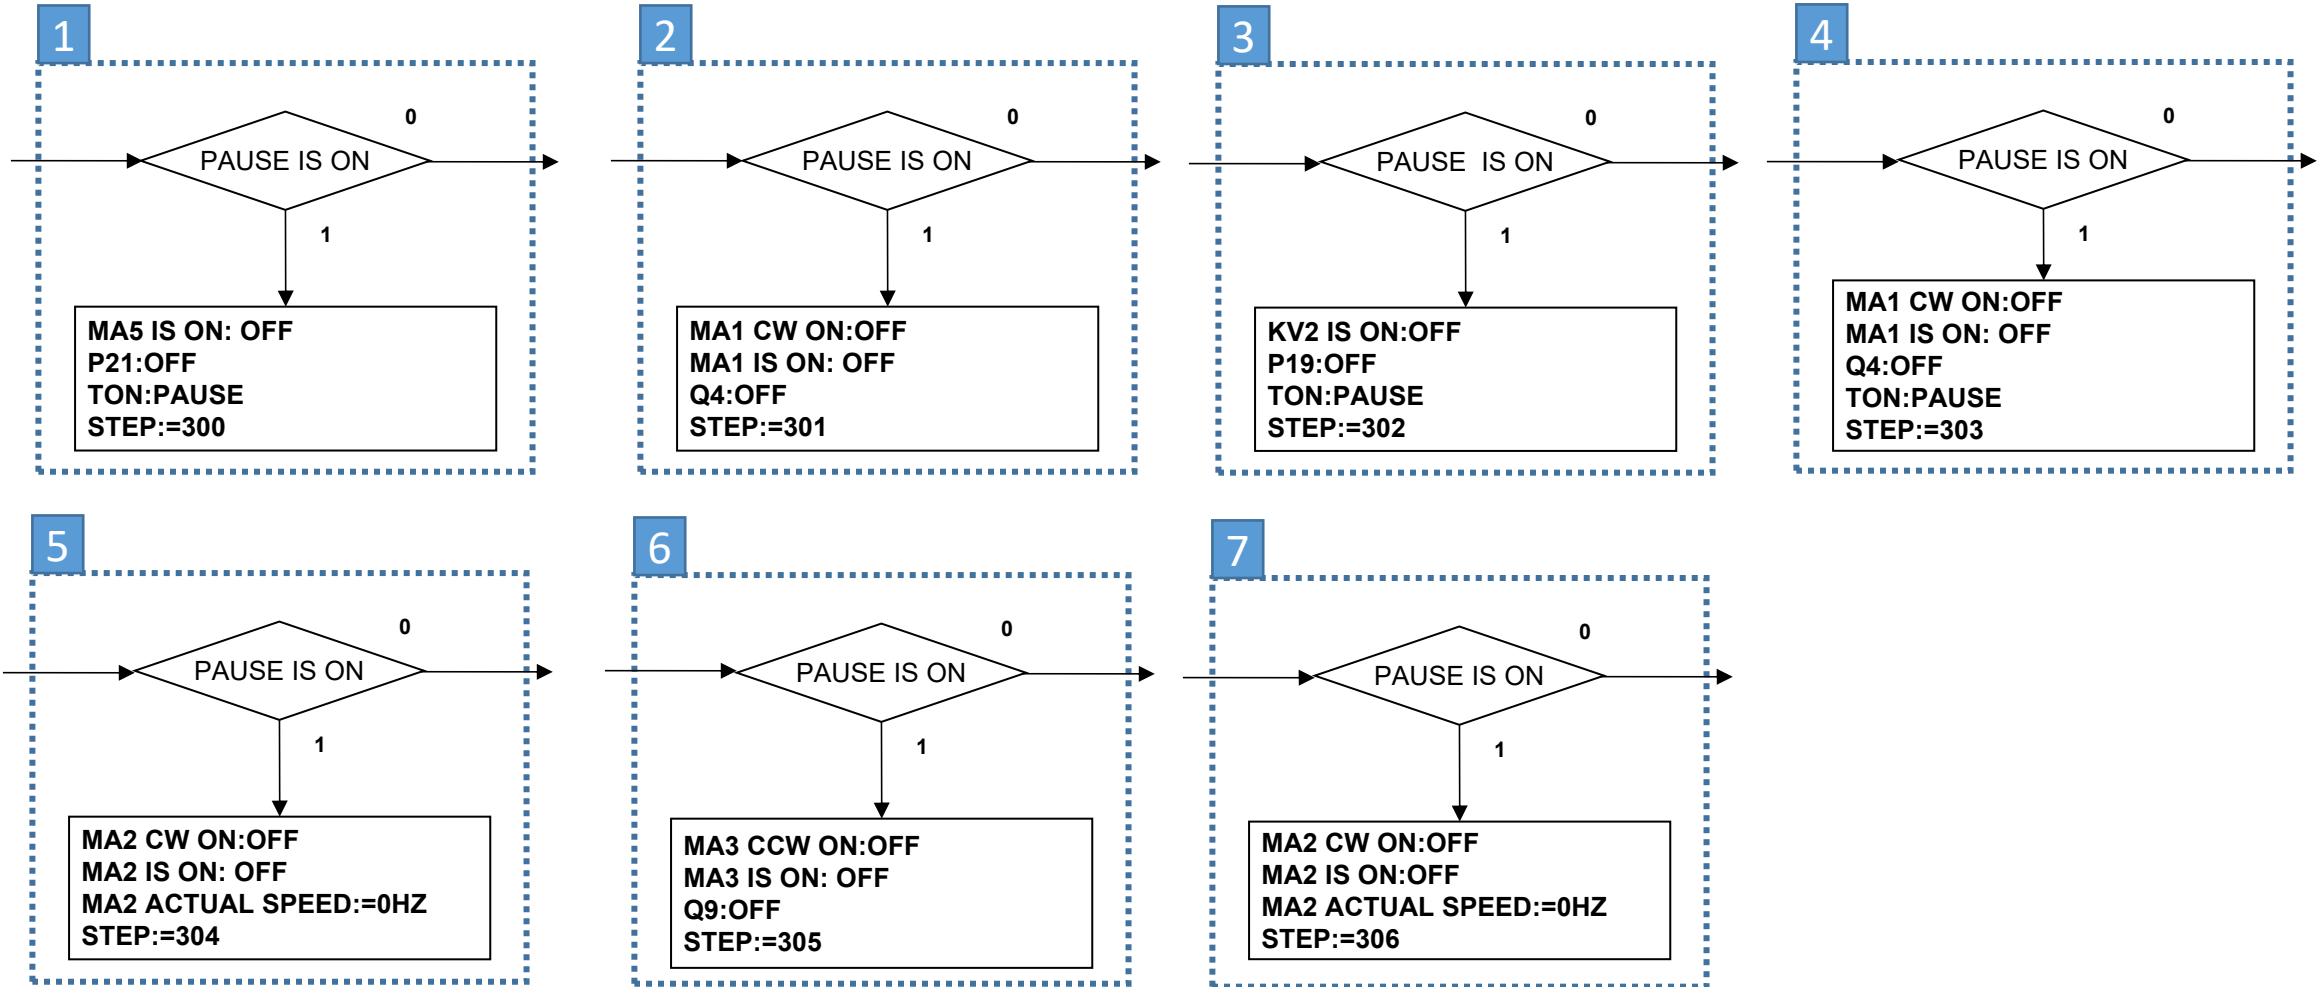 1
0
PAUSE IS ON
1
MA5 IS ON: OFF
P21:OFF
TON:PAUSE
STEP:=300
2
0
PAUSE IS ON
1
MA1 CW ON:OFF
MA1 IS ON: OFF
Q4:OFF
STEP:=301
3
0
PAUSE  IS ON
1
KV2 IS ON:OFF
P19:OFF
TON:PAUSE
STEP:=302
4
0
PAUSE IS ON
1
MA1 CW ON:OFF
MA1 IS ON: OFF
Q4:OFF
TON:PAUSE
STEP:=303
5
0
PAUSE IS ON
1
MA2 CW ON:OFF
MA2 IS ON: OFF
MA2 ACTUAL SPEED:=0HZ
STEP:=304
6
0
PAUSE IS ON
1
MA3 CCW ON:OFF
MA3 IS ON: OFF
Q9:OFF
STEP:=305
7
0
PAUSE IS ON
1
MA2 CW ON:OFF
MA2 IS ON:OFF
MA2 ACTUAL SPEED:=0HZ
STEP:=306